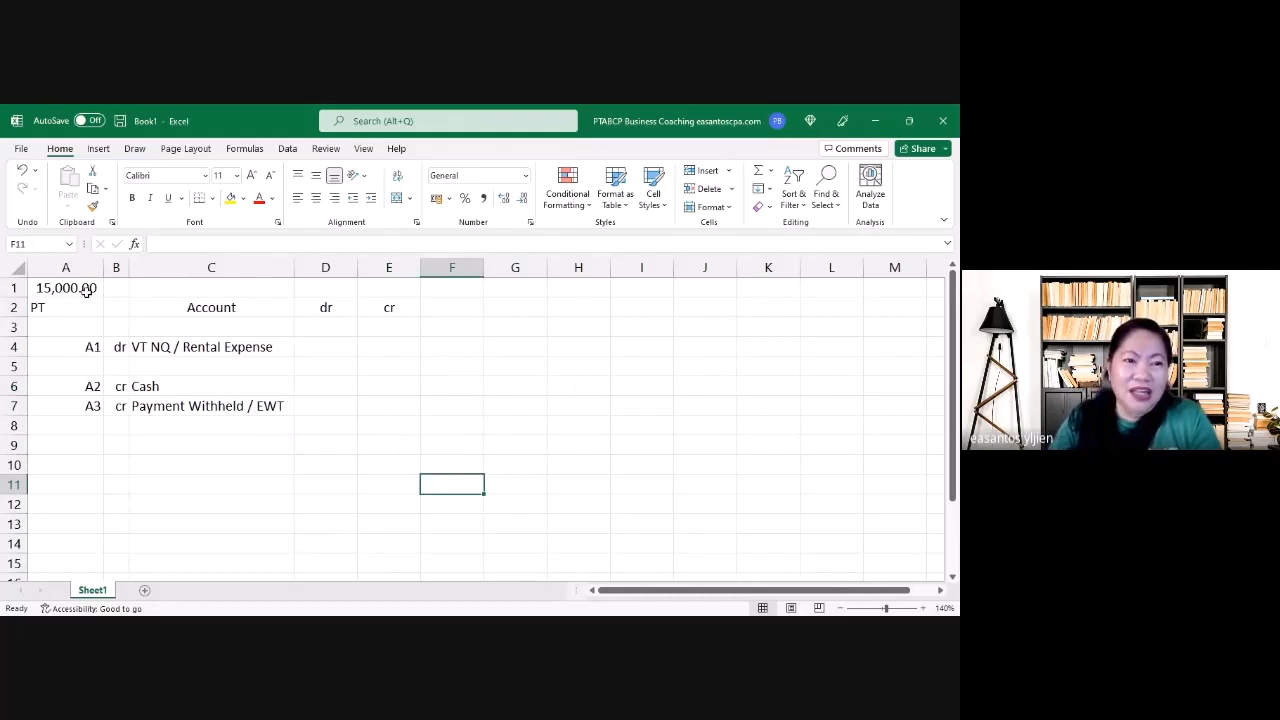 AutoSave Off Book1 - Excel Search (Alt+Q) PTABCP Business Coaching easantoscpa.com PB
File Home Insert Draw Page Layout Formulas Data Review View Help Comments Share
Calibri 11 A A General Insert
Paste B I U A % , Conditional Formatting Format as Table Cell Styles Delete Sort & Filter Find & Select Analyze Data
Format
Undo Clipboard Font Alignment Number Styles Cells Editing Analysis
F11 fx
A B C D E F G H I J K L M
1 15,000.00
2 PT Account dr cr
3
4 A1 dr VT NQ / Rental Expense
5
6 A2 cr Cash
7 A3 cr Payment Withheld / EWT
8
9
10
11
12
13
14
15
easantos yljien
Sheet1
Ready Accessibility: Good to go 140%